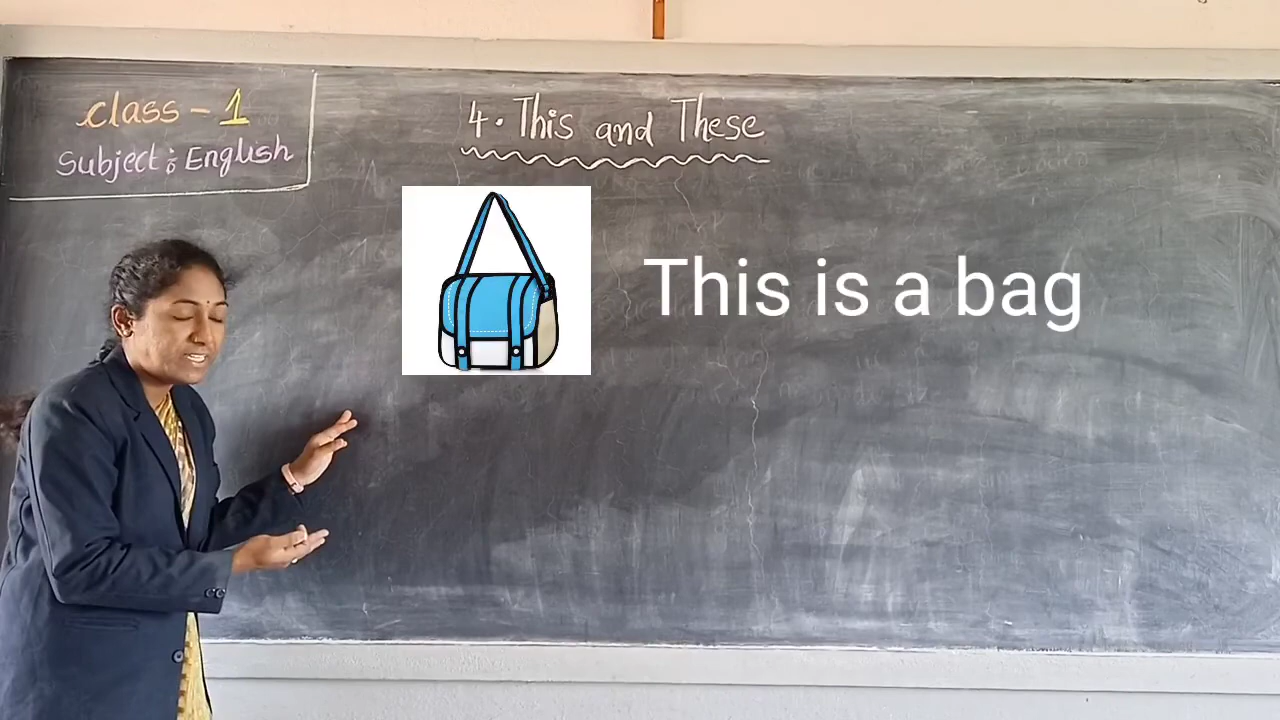 class - 1
Subject : English
4. This and These
This is a bag